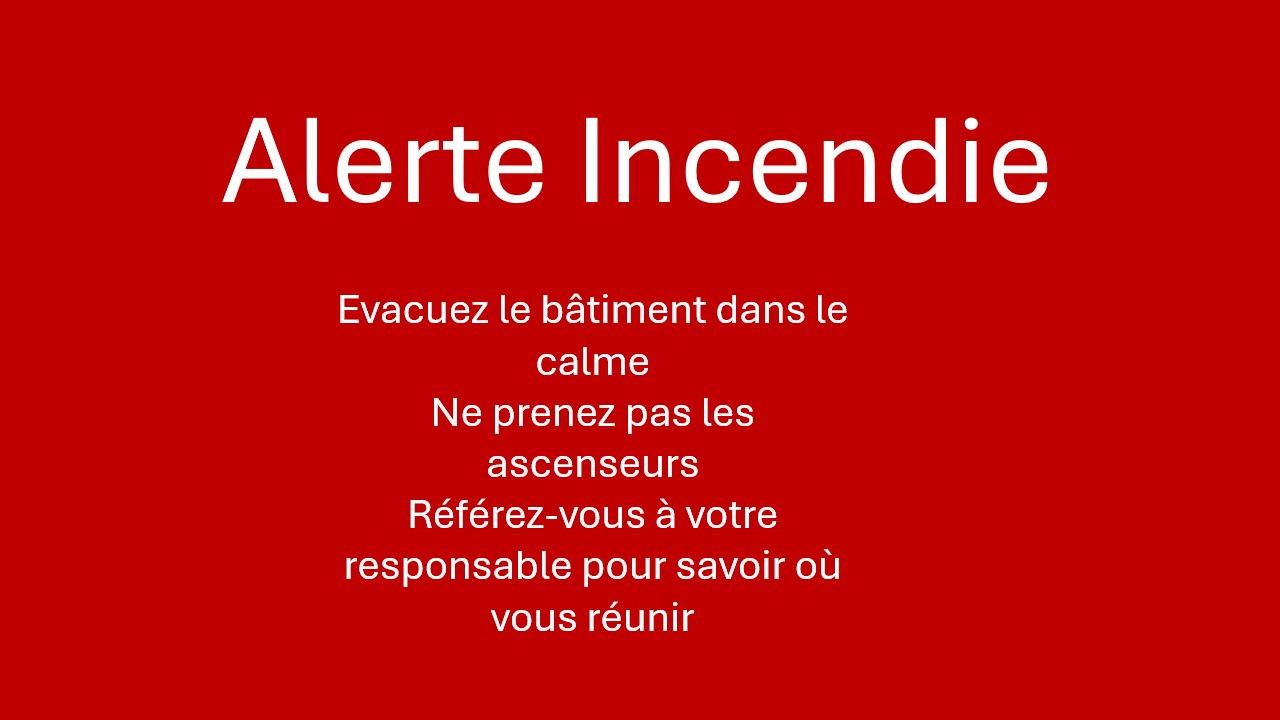 Alerte Incendie
Evacuez le bâtiment dans le
calme
Ne prenez pas les
ascenseurs
Référez-vous à votre
responsable pour savoir où
vous réunir